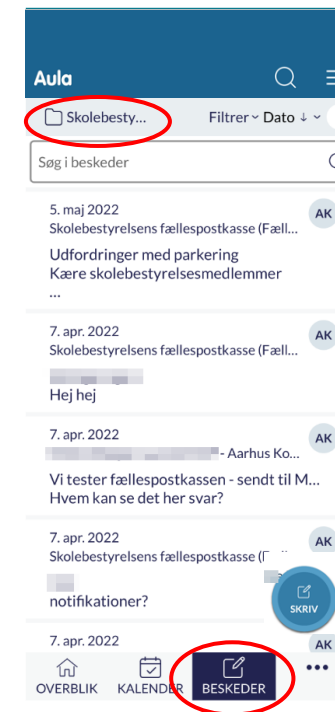 Aula
Skolebesty... Filtrer Dato ↓
Søg i beskeder
5. maj 2022 AK
Skolebestyrelsens fællespostkasse (Fæll...
Udfordringer med parkering
Kære skolebestyrelsesmedlemmer
...
7. apr. 2022 AK
Skolebestyrelsens fællespostkasse (Fæll...
Hej hej
7. apr. 2022 AK
- Aarhus Ko...
Vi tester fællespostkassen - sendt til M...
Hvem kan se det her svar?
7. apr. 2022 AK
Skolebestyrelsens fællespostkasse (
notifikationer?
SKRIV
7. apr. 2022 AK
OVERBLIK KALENDER BESKEDER